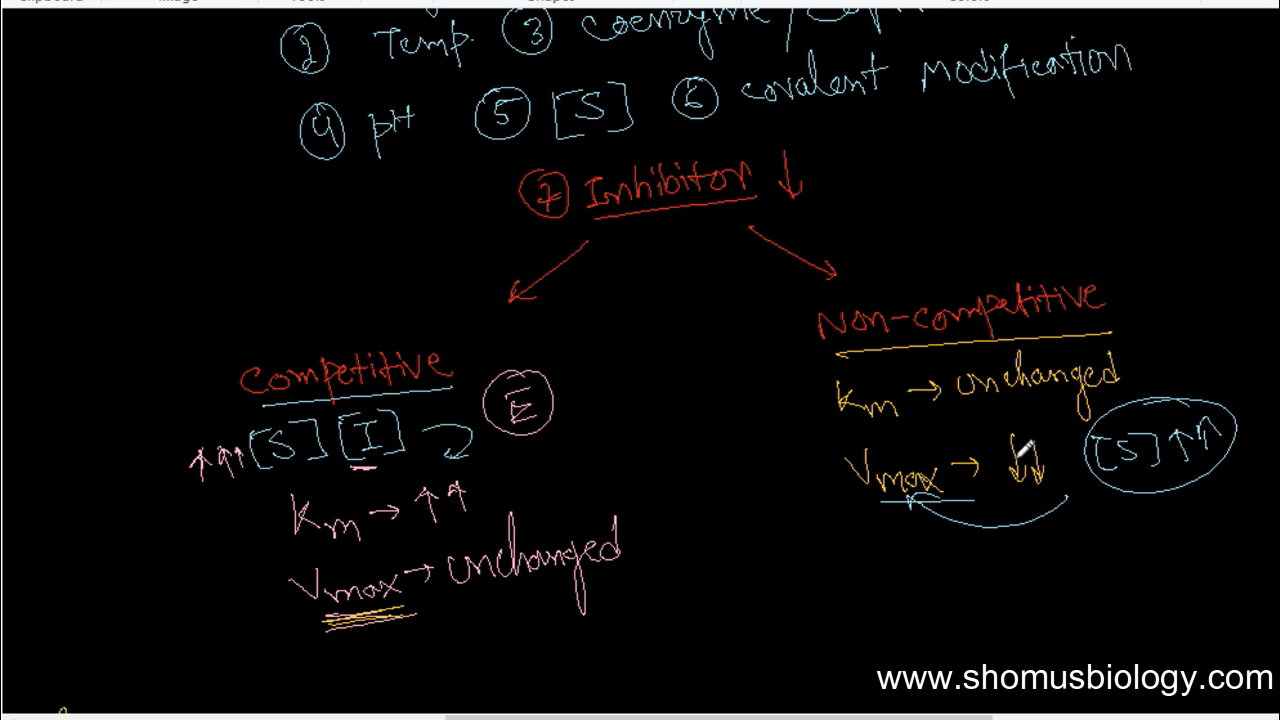 ② Temp. ③ coenzyme /
④ pH ⑤ [S] ⑥ covalent modification
⑦ Inhibitor ↓
Competitive
↑↑↑ [S] [I] E
Km → ↑↑
Vmax → unchanged
Non-competitive
Km → unchanged
Vmax → ↓↓ [S] ↑↑
www.shomusbiology.com